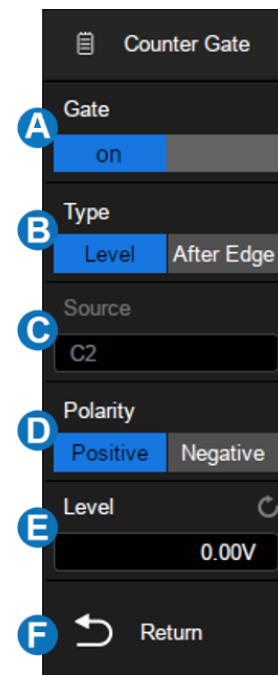 Counter Gate
Gate
A
on
Type
B
Level After Edge
Source
C
C2
Polarity
D
Positive Negative
Level
E
0.00V
F Return